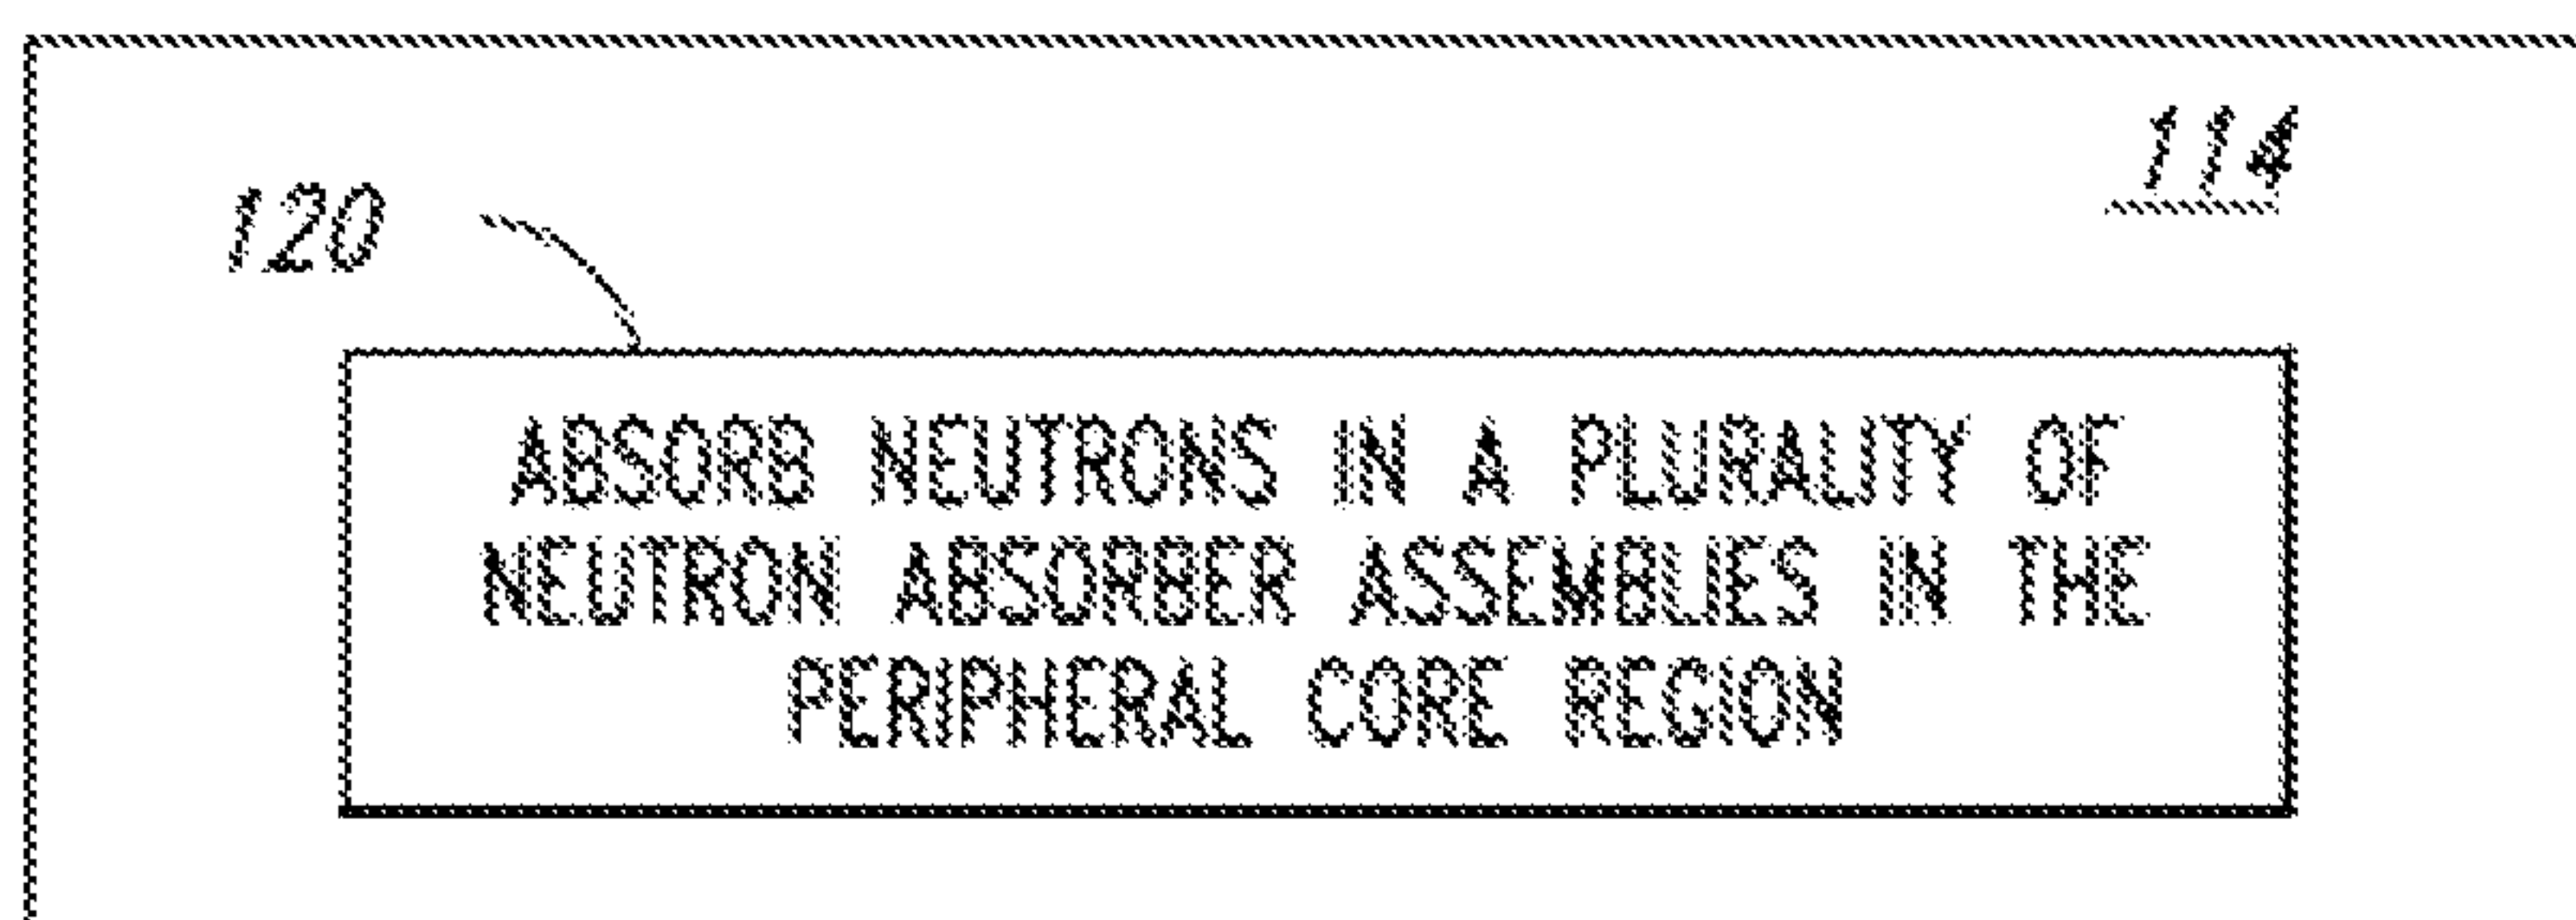 114
120
ABSORB NEUTRONS IN A PLURALITY OF
NEUTRON ABSORBER ASSEMBLIES IN THE
PERIPHERAL CORE REGION